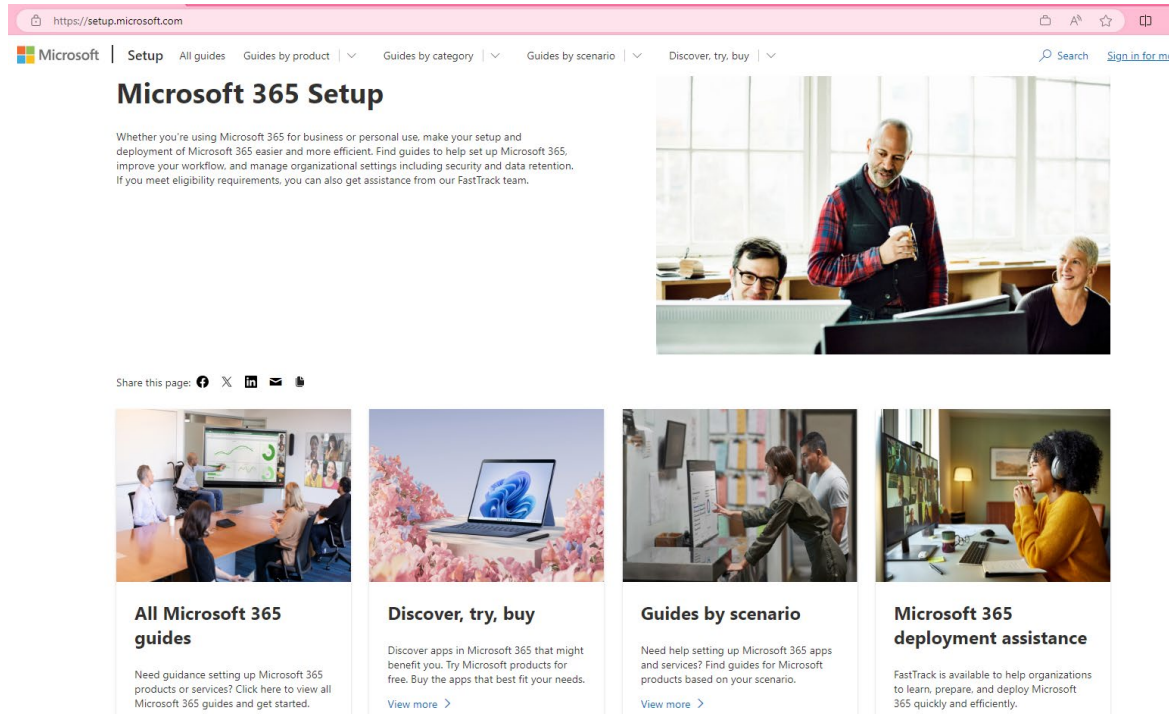 https://setup.microsoft.com
Microsoft | Setup All guides Guides by product Guides by category Guides by scenario Discover, try, buy Search Sign in for
Microsoft 365 Setup
Whether you're using Microsoft 365 for business or personal use, make your setup and
deployment of Microsoft 365 easier and more efficient. Find guides to help set up Microsoft 365,
improve your workflow, and manage organizational settings including security and data retention.
If you meet eligibility requirements, you can also get assistance from our FastTrack team.
Share this page:
All Microsoft 365
guides
Need guidance setting up Microsoft 365
products or services? Click here to view all
Microsoft 365 guides and get started.
Discover, try, buy
Discover apps in Microsoft 365 that might
benefit you. Try Microsoft products for
free. Buy the apps that best fit your needs.
View more
Guides by scenario
Need help setting up Microsoft 365 apps
and services? Find guides for Microsoft
products based on your scenario.
View more
Microsoft 365
deployment assistance
FastTrack is available to help organizations
to learn, prepare, and deploy Microsoft
365 quickly and efficiently.